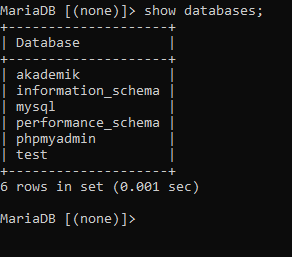 MariaDB [(none)]> show databases;
+--------------------+
| Database           |
+--------------------+
| akademik           |
| information_schema |
| mysql              |
| performance_schema |
| phpmyadmin         |
| test               |
+--------------------+
6 rows in set (0.001 sec)
MariaDB [(none)]>